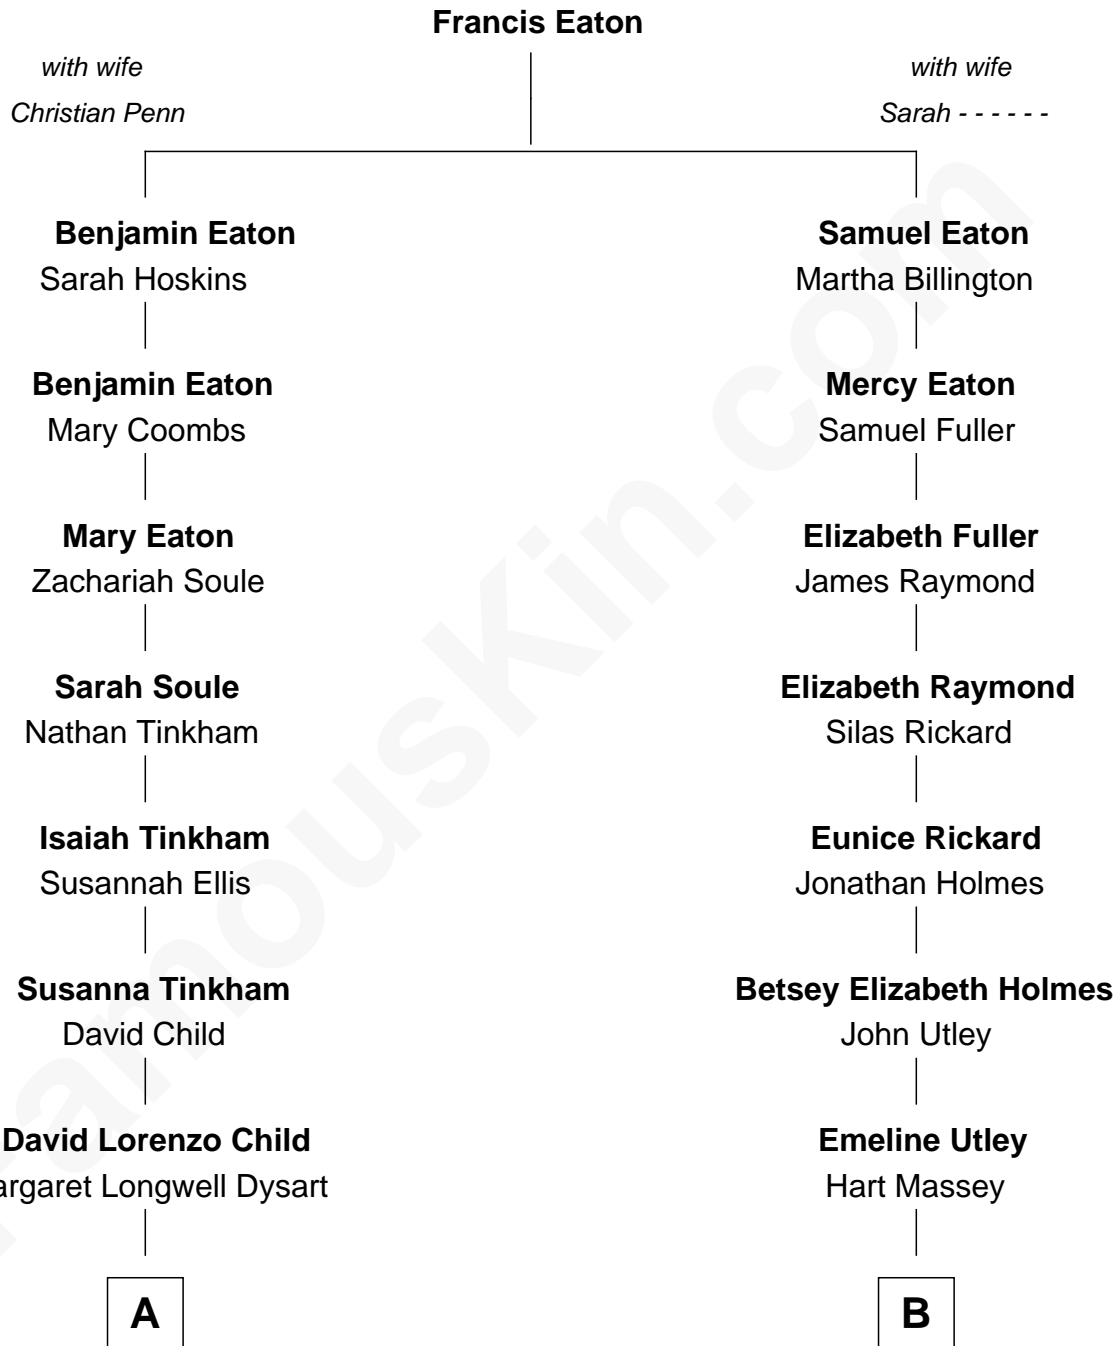 Francis Eaton
with wife
Christian Penn
with wife
Sarah - - - - - -
Benjamin Eaton
Sarah Hoskins
Samuel Eaton
Martha Billington
Benjamin Eaton
Mary Coombs
Mercy Eaton
Samuel Fuller
Mary Eaton
Zachariah Soule
Elizabeth Fuller
James Raymond
Sarah Soule
Nathan Tinkham
Elizabeth Raymond
Silas Rickard
Isaiah Tinkham
Susannah Ellis
Eunice Rickard
Jonathan Holmes
Susanna Tinkham
David Child
Betsey Elizabeth Holmes
John Utley
David Lorenzo Child
argaret Longwell Dysart
Emeline Utley
Hart Massey
A
B
FamousKin.com